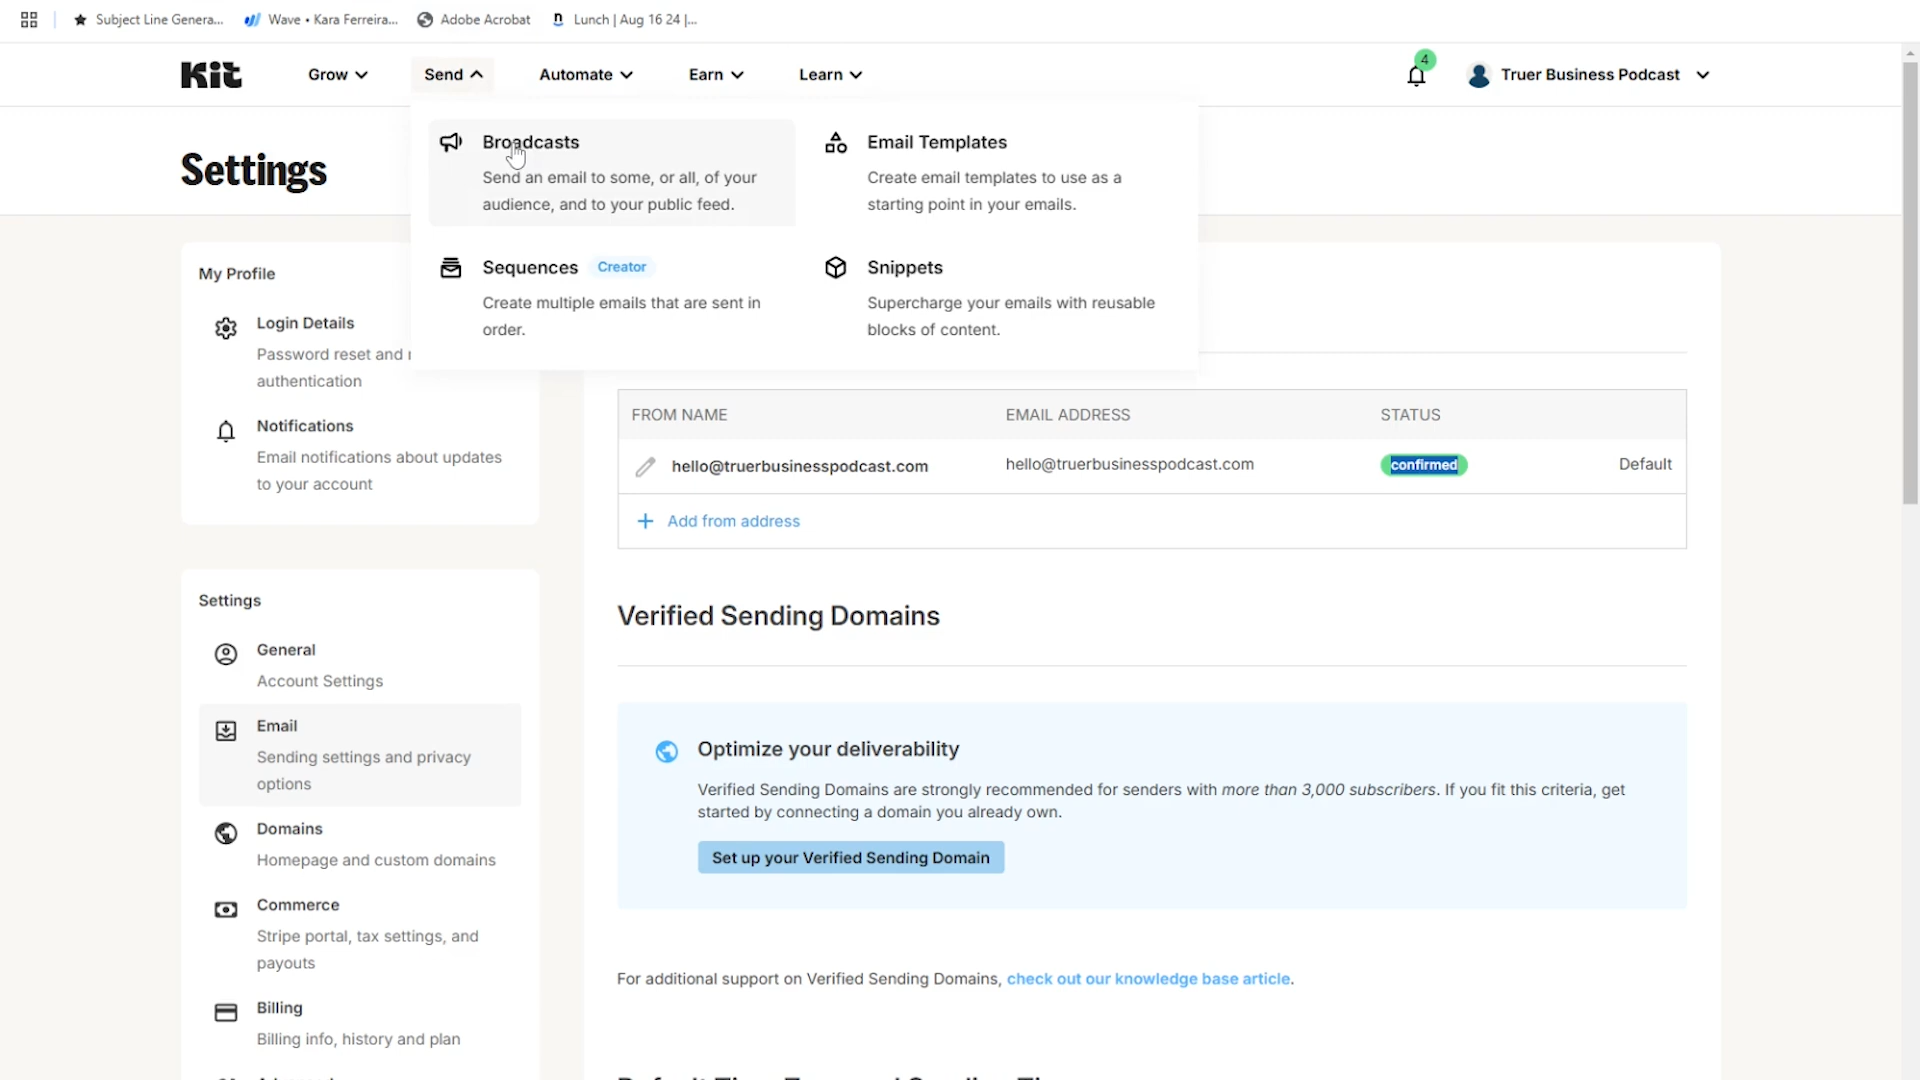 Subject Line Genera...
Wave • Kara Ferreira...
Adobe Acrobat
Lunch | Aug 16 24 |...
Kit
Grow
Send
Automate
Earn
Learn
4
Truer Business Podcast
Settings
Broadcasts
Send an email to some, or all, of your
audience, and to your public feed.
Email Templates
Create email templates to use as a
starting point in your emails.
Sequences Creator
Create multiple emails that are sent in
order.
Snippets
Supercharge your emails with reusable
blocks of content.
My Profile
Login Details
Password reset and
authentication
Notifications
Email notifications about updates
to your account
Settings
General
Account Settings
Email
Sending settings and privacy
options
Domains
Homepage and custom domains
Commerce
Stripe portal, tax settings, and
payouts
Billing
Billing info, history and plan
FROM NAME EMAIL ADDRESS STATUS
hello@truerbusinesspodcast.com hello@truerbusinesspodcast.com confirmed Default
+ Add from address
Verified Sending Domains
Optimize your deliverability
Verified Sending Domains are strongly recommended for senders with more than 3,000 subscribers. If you fit this criteria, get
started by connecting a domain you already own.
Set up your Verified Sending Domain
For additional support on Verified Sending Domains, check out our knowledge base article.